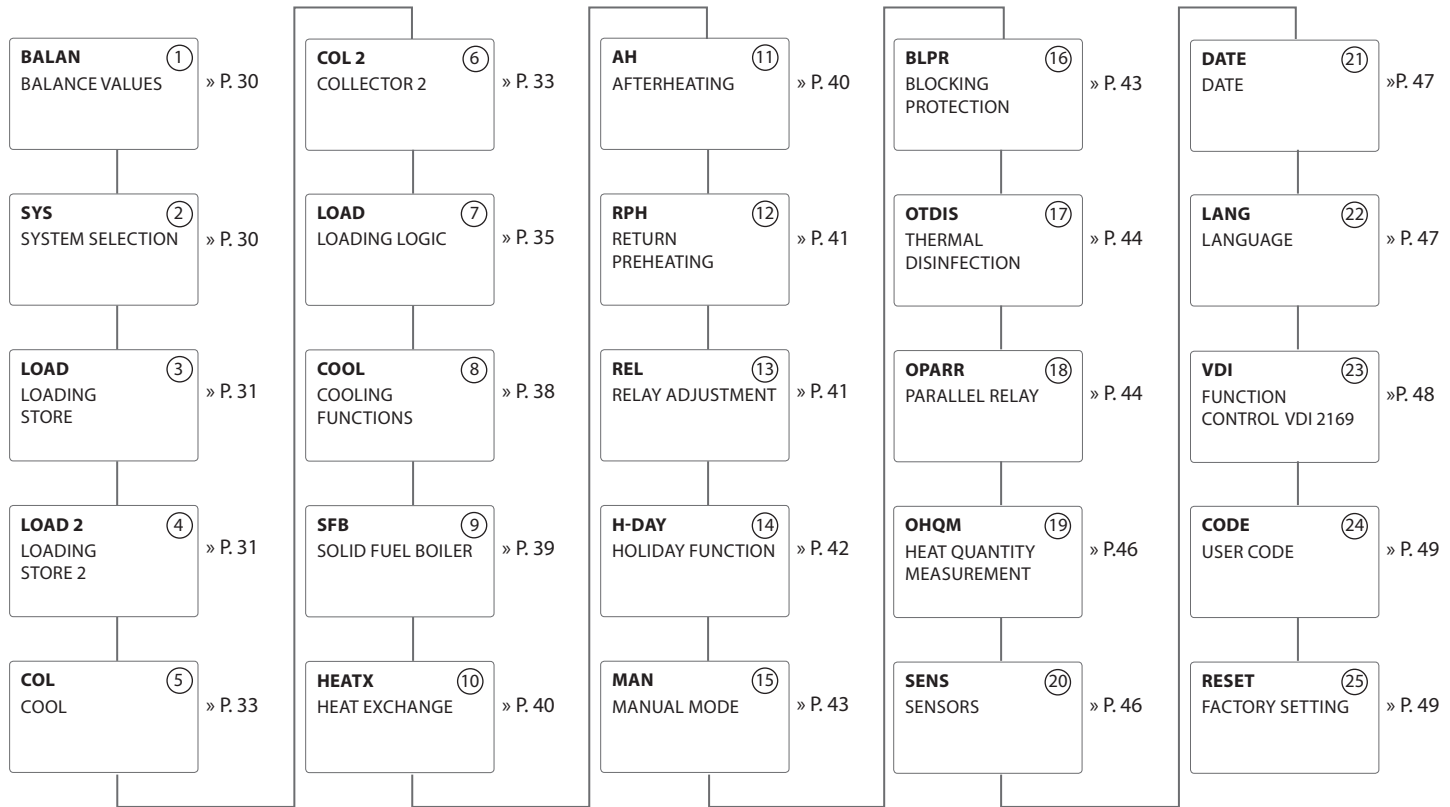 BALAN 1
BALANCE VALUES
» P. 30
SYS 2
SYSTEM SELECTION
» P. 30
LOAD 3
LOADING
STORE
» P. 31
LOAD 2 4
LOADING
STORE 2
» P. 31
COL 5
COOL
» P. 33
COL 2 6
COLLECTOR 2
» P. 33
LOAD 7
LOADING LOGIC
» P. 35
COOL 8
COOLING
FUNCTIONS
» P. 38
SFB 9
SOLID FUEL BOILER
» P. 39
HEATX 10
HEAT EXCHANGE
» P. 40
AH 11
AFTERHEATING
» P. 40
RPH 12
RETURN
PREHEATING
» P. 41
REL 13
RELAY ADJUSTMENT
» P. 41
H-DAY 14
HOLIDAY FUNCTION
» P. 42
MAN 15
MANUAL MODE
» P. 43
BLPR 16
BLOCKING
PROTECTION
» P. 43
OTDIS 17
THERMAL
DISINFECTION
» P. 44
OPARR 18
PARALLEL RELAY
» P. 44
OHQM 19
HEAT QUANTITY
MEASUREMENT
» P.46
SENS 20
SENSORS
» P. 46
DATE 21
DATE
»P. 47
LANG 22
LANGUAGE
» P. 47
VDI 23
FUNCTION
CONTROL VDI 2169
»P. 48
CODE 24
USER CODE
» P. 49
RESET 25
FACTORY SETTING
» P. 49